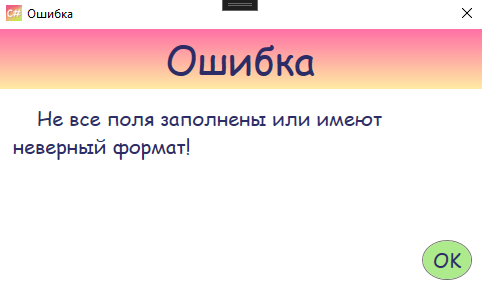 C# Ошибка
Ошибка
Не все поля заполнены или имеют
неверный формат!
OK